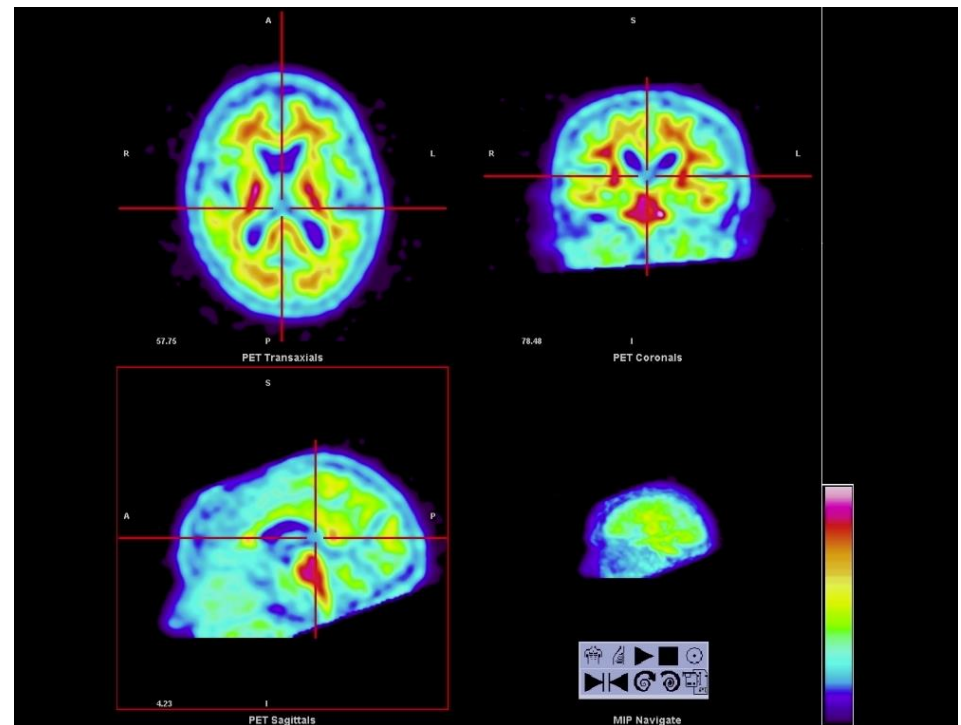 A
S
R
L
R
L
57.75
P
78.48
I
PET Transaxials
PET Coronals
S
A
P
4.23
I
PET Sagittals
MIP Navigate